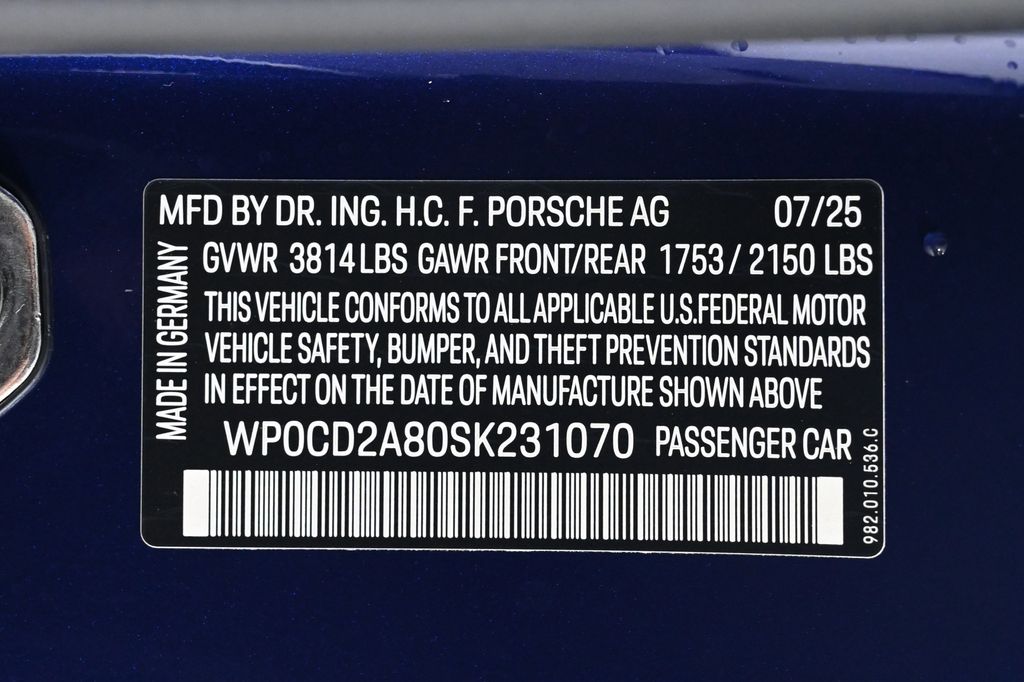 MFD BY DR. ING. H.C. F. PORSCHE AG 07/25
GVWR 3814 LBS GAWR FRONT/REAR 1753 / 2150 LBS
THIS VEHICLE CONFORMS TO ALL APPLICABLE U.S.FEDERAL MOTOR
VEHICLE SAFETY, BUMPER, AND THEFT PREVENTION STANDARDS
IN EFFECT ON THE DATE OF MANUFACTURE SHOWN ABOVE
WP0CD2A80SK231070 PASSENGER CAR
MADE IN GERMANY
982.010.536.C